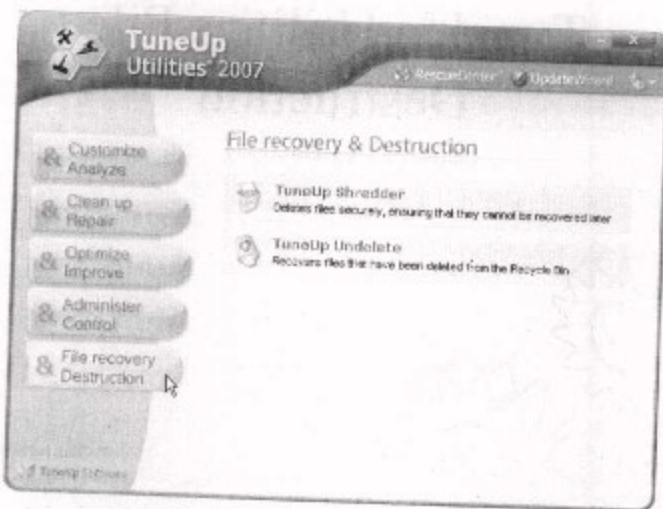 TuneUp
Utilities 2007
RescueCenter UpdateWizard
File recovery & Destruction
& Customize
Analyze
TuneUp Shredder
Deletes files securely, ensuring that they cannot be recovered later
& Clean up
Repair
TuneUp Undelete
Recovers files that have been deleted from the Recycle Bin
& Optimize
Improve
& Administer
Control
& File recovery
Destruction
TuneUp Software